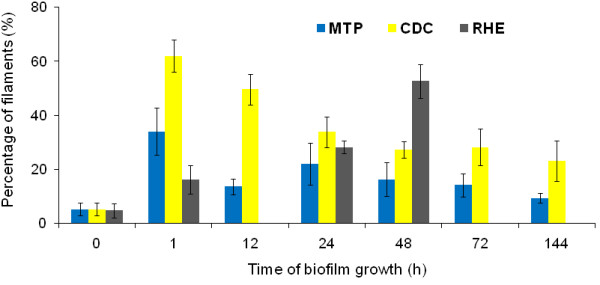 80
60
40
20
0
Percentage of filaments (%)
MTP CDC RHE
0 1 12 24 48 72 144
Time of biofilm growth (h)